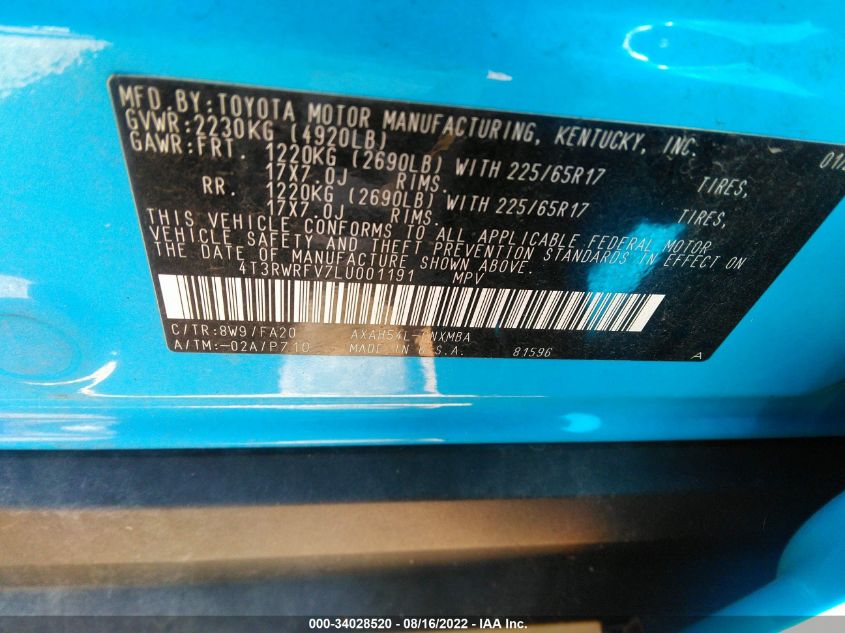 MFD. BY: TOYOTA MOTOR MANUFACTURING, KENTUCKY, INC.
GVWR: 2230KG (4920LB) 01/
GAWR: FRT. 1220KG (2690LB) WITH 225/65R17 TIRES,
17X7.0J RIMS.
RR. 1220KG (2690LB) WITH 225/65R17 TIRES,
17X7.0J RIMS.
THIS VEHICLE CONFORMS TO ALL APPLICABLE FEDERAL MOTOR
VEHICLE SAFETY AND THEFT PREVENTION STANDARDS IN EFFECT ON
THE DATE OF MANUFACTURE SHOWN ABOVE.
4T3RWRFV7LU001191 MPV
C/TR: 8W9/FA20
A/TM: -02A/P710 MADE IN U.S.A. 81596 A
000-34028520 - 08/16/2022 - IAA Inc.